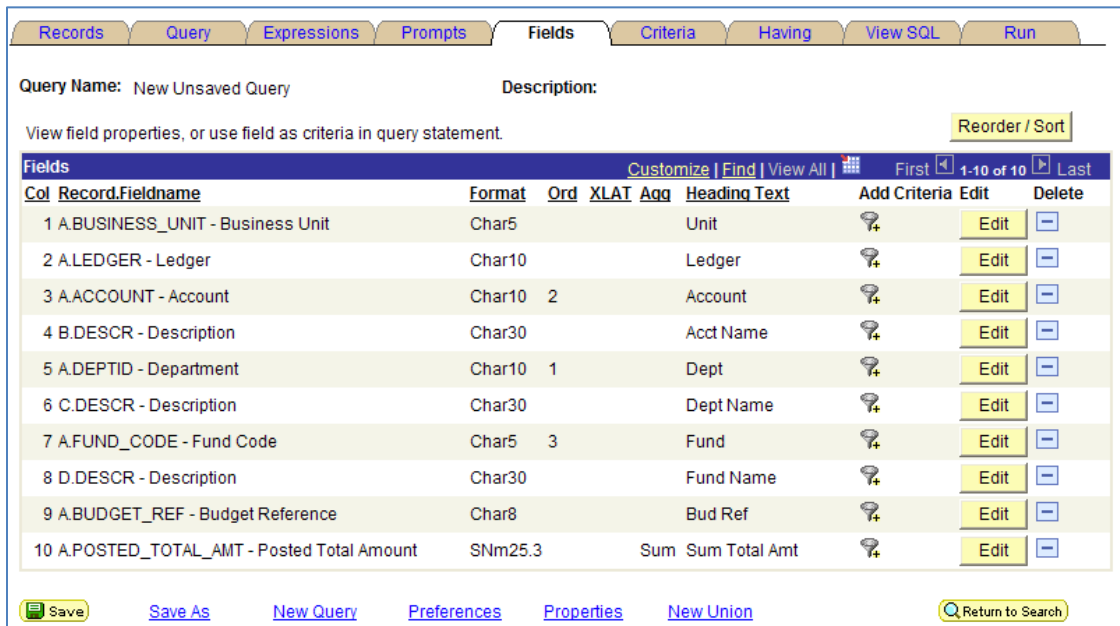 Records Query Expressions Prompts Fields Criteria Having View SQL Run
Query Name: New Unsaved Query Description:
View field properties, or use field as criteria in query statement. Reorder / Sort
Fields Customize | Find | View All | First 1-10 of 10 Last
Col Record.Fieldname Format Ord XLAT Agg Heading Text Add Criteria Edit Delete
1 A.BUSINESS_UNIT - Business Unit Char5 Unit Edit
2 A.LEDGER - Ledger Char10 Ledger Edit
3 A.ACCOUNT - Account Char10 2 Account Edit
4 B.DESCR - Description Char30 Acct Name Edit
5 A.DEPTID - Department Char10 1 Dept Edit
6 C.DESCR - Description Char30 Dept Name Edit
7 A.FUND_CODE - Fund Code Char5 3 Fund Edit
8 D.DESCR - Description Char30 Fund Name Edit
9 A.BUDGET_REF - Budget Reference Char8 Bud Ref Edit
10 A.POSTED_TOTAL_AMT - Posted Total Amount SNm25.3 Sum Sum Total Amt Edit
Save Save As New Query Preferences Properties New Union Return to Search